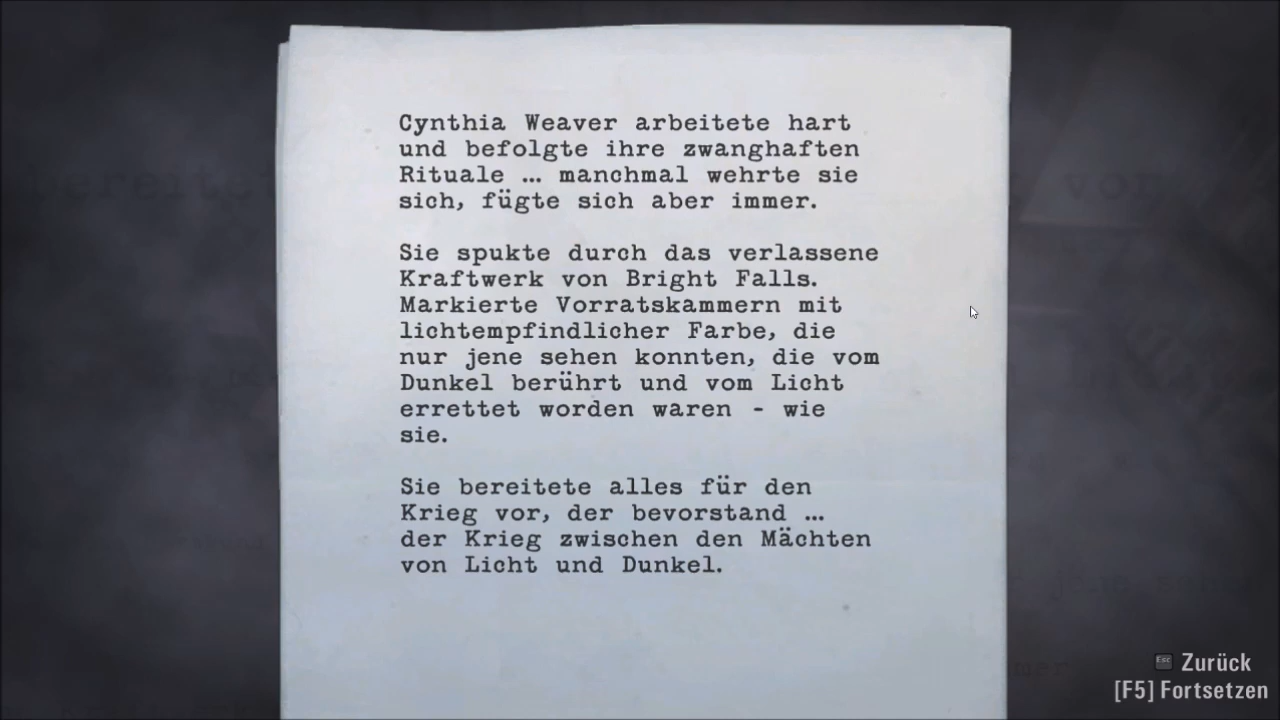 Cynthia Weaver arbeitete hart
und befolgte ihre zwanghaften
Rituale … manchmal wehrte sie
sich, fügte sich aber immer.
Sie spukte durch das verlassene
Kraftwerk von Bright Falls.
Markierte Vorratskammern mit
lichtempfindlicher Farbe, die
nur jene sehen konnten, die vom
Dunkel berührt und vom Licht
errettet worden waren - wie
sie.
Sie bereitete alles für den
Krieg vor, der bevorstand …
der Krieg zwischen den Mächten
von Licht und Dunkel.
Esc Zurück
[F5] Fortsetzen